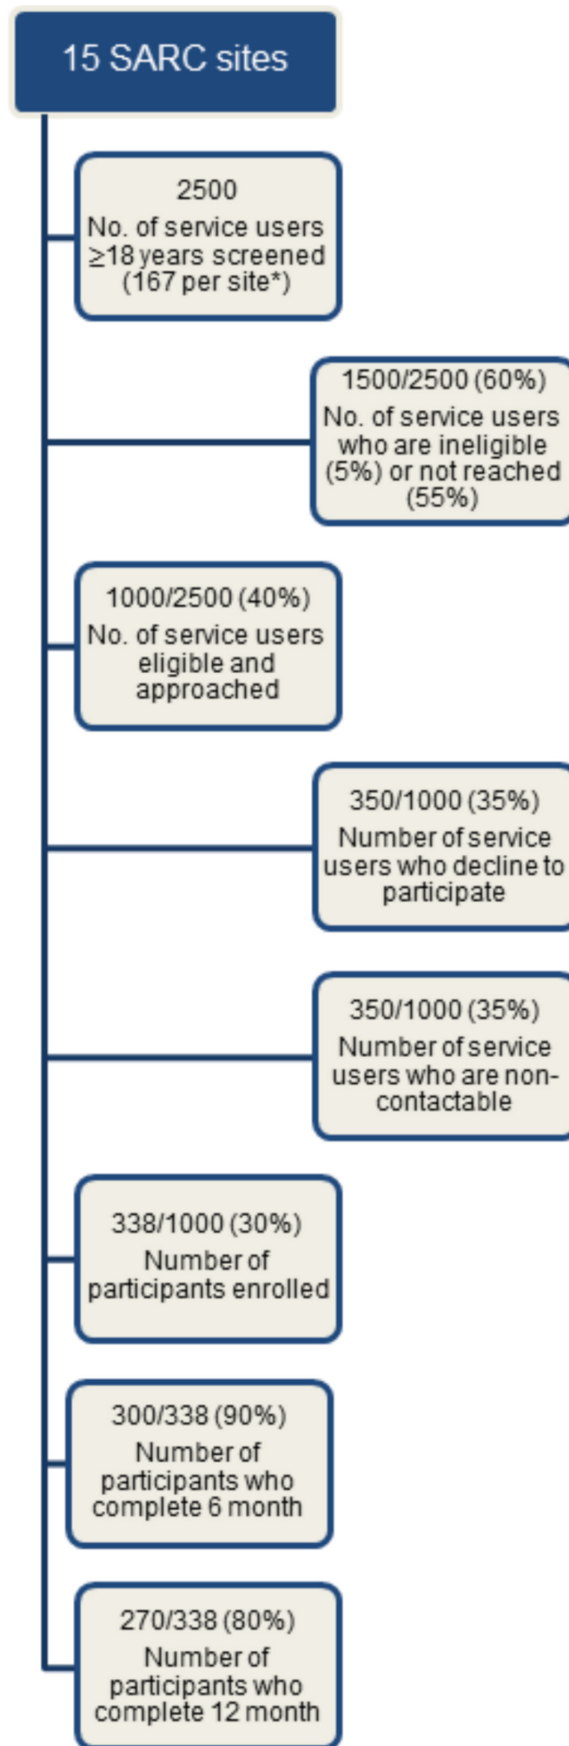 15 SARC sites
2500
No. of service users
≥18 years screened
(167 per site*)
1500/2500 (60%)
No. of service users
who are ineligible
(5%) or not reached
(55%)
1000/2500 (40%)
No. of service users
eligible and
approached
350/1000 (35%)
Number of service
users who decline to
participate
350/1000 (35%)
Number of service
users who are non-
contactable
338/1000 (30%)
Number of
participants enrolled
300/338 (90%)
Number of
participants who
complete 6 month
270/338 (80%)
Number of
participants who
complete 12 month